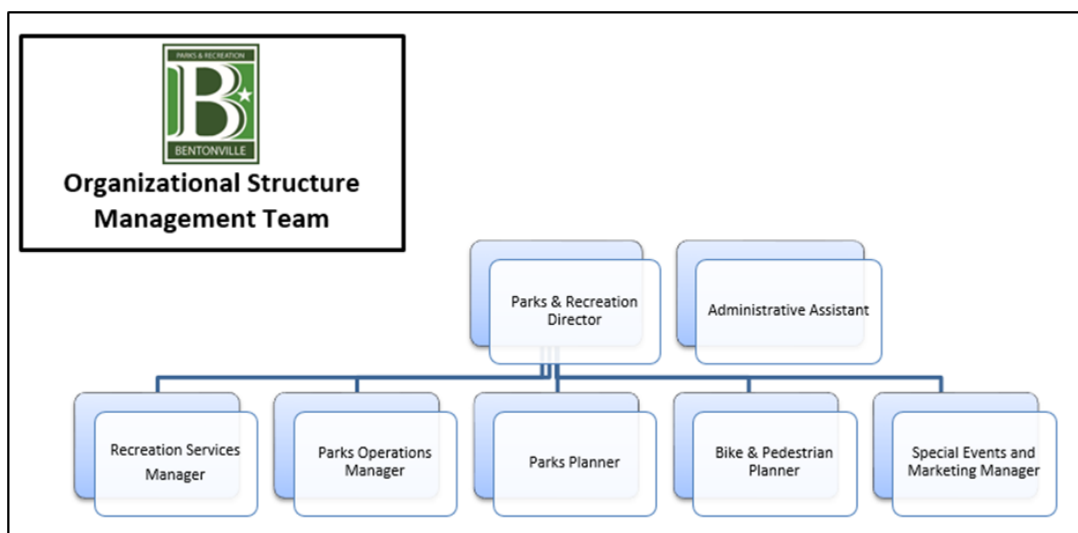 PARKS & RECREATION
B
BENTONVILLE
Organizational Structure
Management Team
Parks & Recreation
Director
Administrative Assistant
Recreation Services
Manager
Parks Operations
Manager
Parks Planner
Bike & Pedestrian
Planner
Special Events and
Marketing Manager